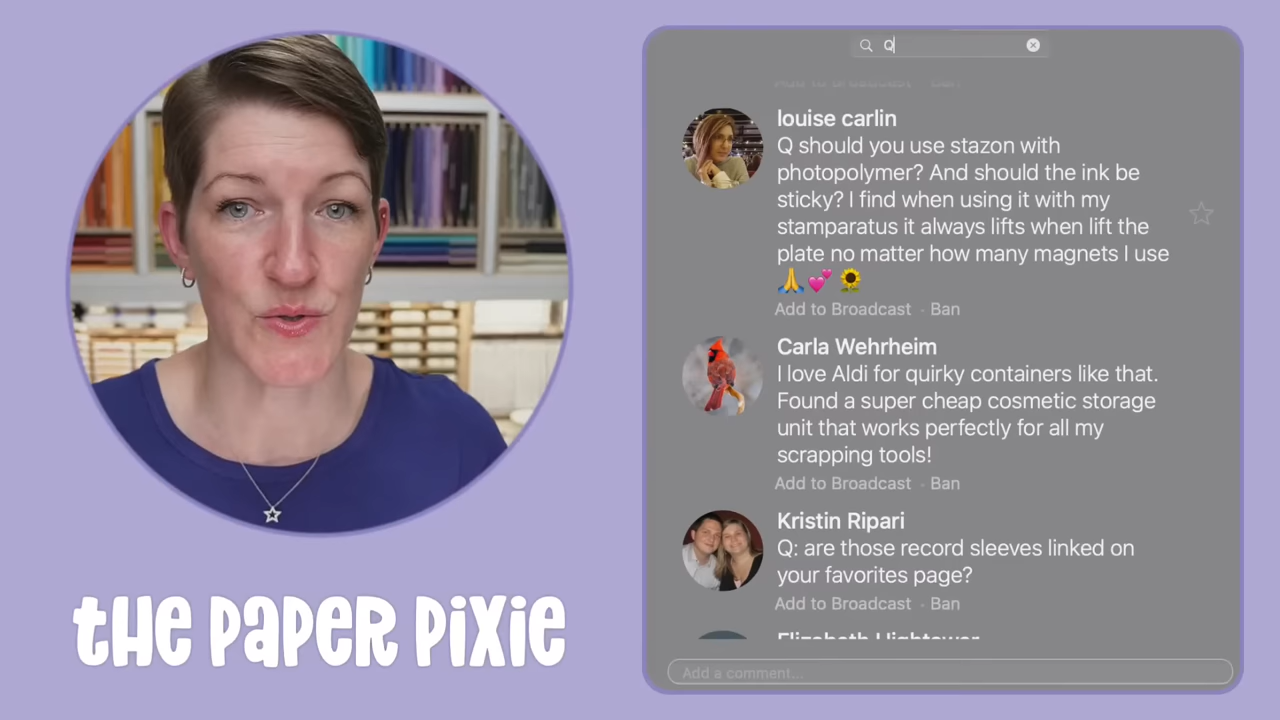 Q
louise carlin
Q should you use stazon with
photopolymer? And should the ink be
sticky? I find when using it with my
stamparatus it always lifts when lift the
plate no matter how many magnets I use
🙏 💕 🌻
Add to Broadcast · Ban
Carla Wehrheim
I love Aldi for quirky containers like that.
Found a super cheap cosmetic storage
unit that works perfectly for all my
scrapping tools!
Add to Broadcast · Ban
Kristin Ripari
Q: are those record sleeves linked on
your favorites page?
Add to Broadcast · Ban
Elizabeth Hightower
Add a comment...
the paper pixie